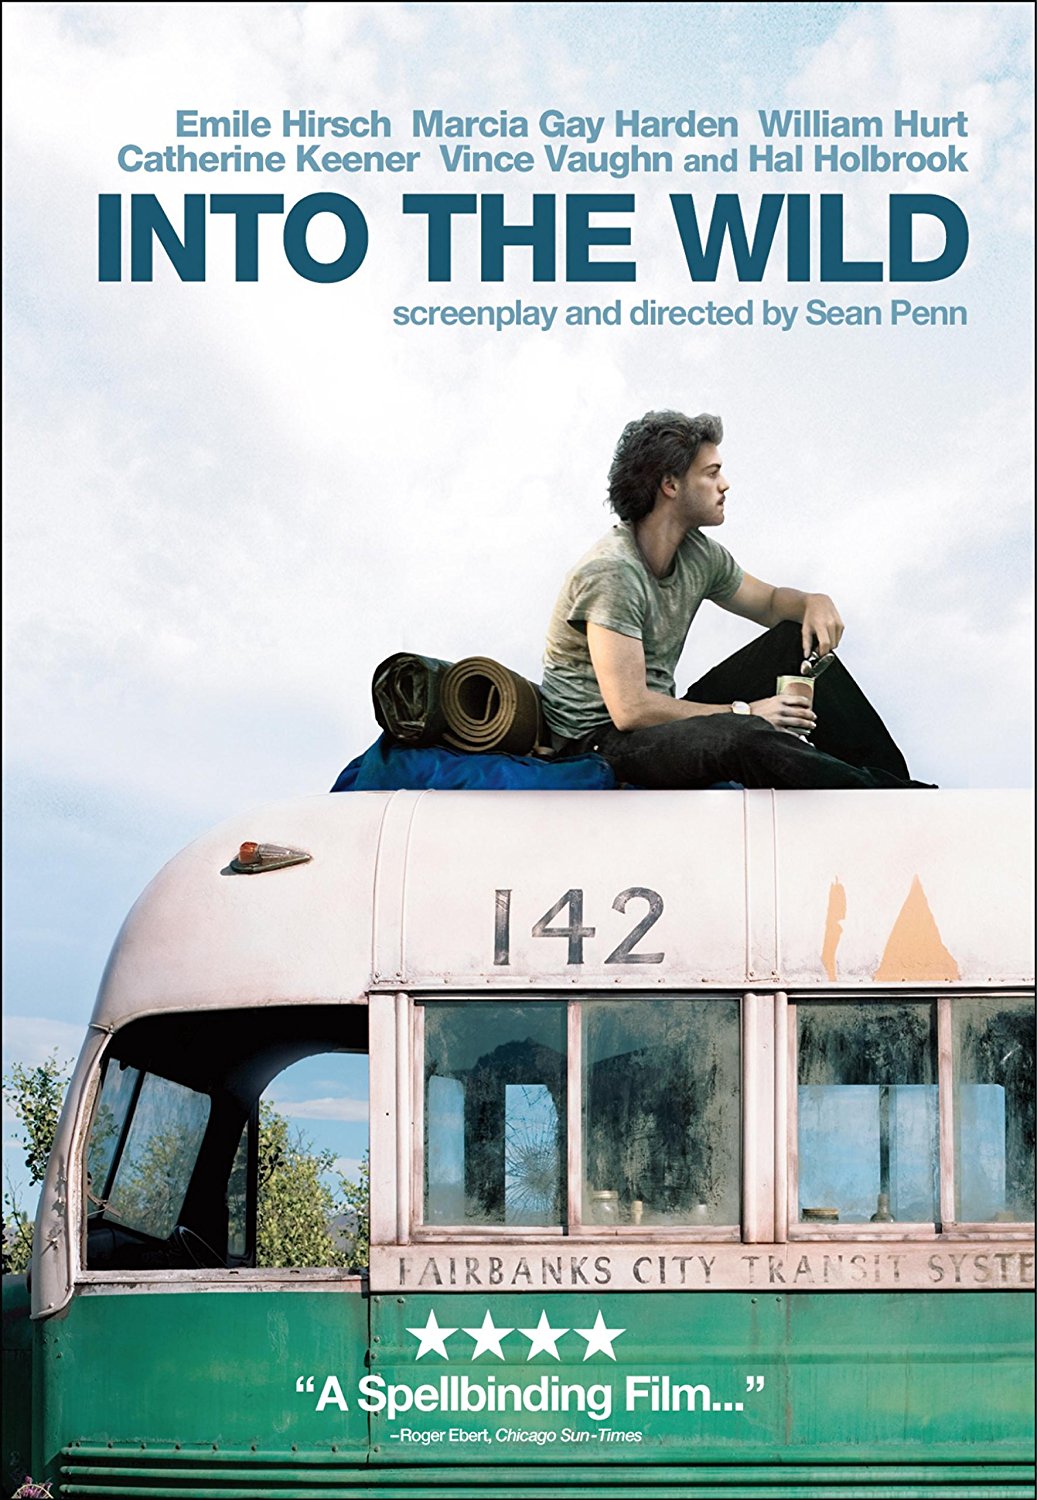 Emile Hirsch Marcia Gay Harden William Hurt
Catherine Keener Vince Vaughn and Hal Holbrook
INTO THE WILD
screenplay and directed by Sean Penn
142
FAIRBANKS CITY TRANSIT SYSTE
★★★★
“A Spellbinding Film...”
–Roger Ebert, Chicago Sun-Times